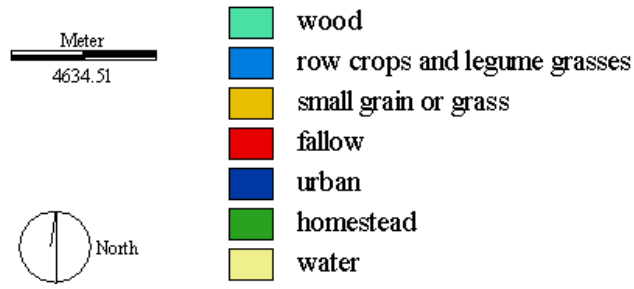 Meter
4634.51
North
wood
row crops and legume grasses
small grain or grass
fallow
urban
homestead
water